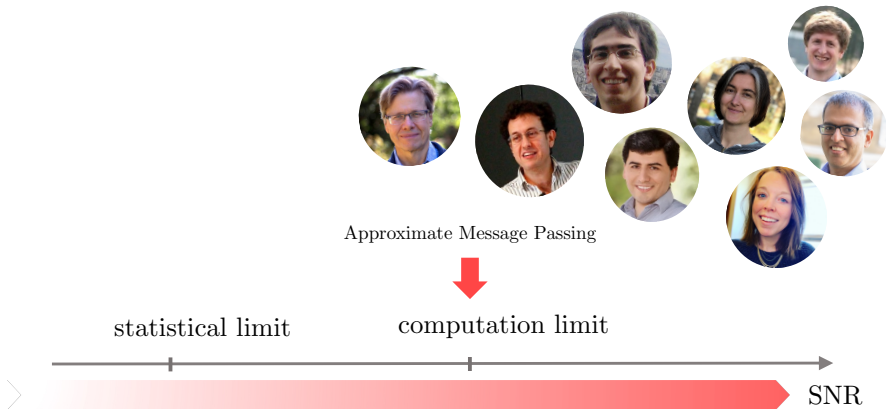 Approximate Message Passing
statistical limit
computation limit
SNR